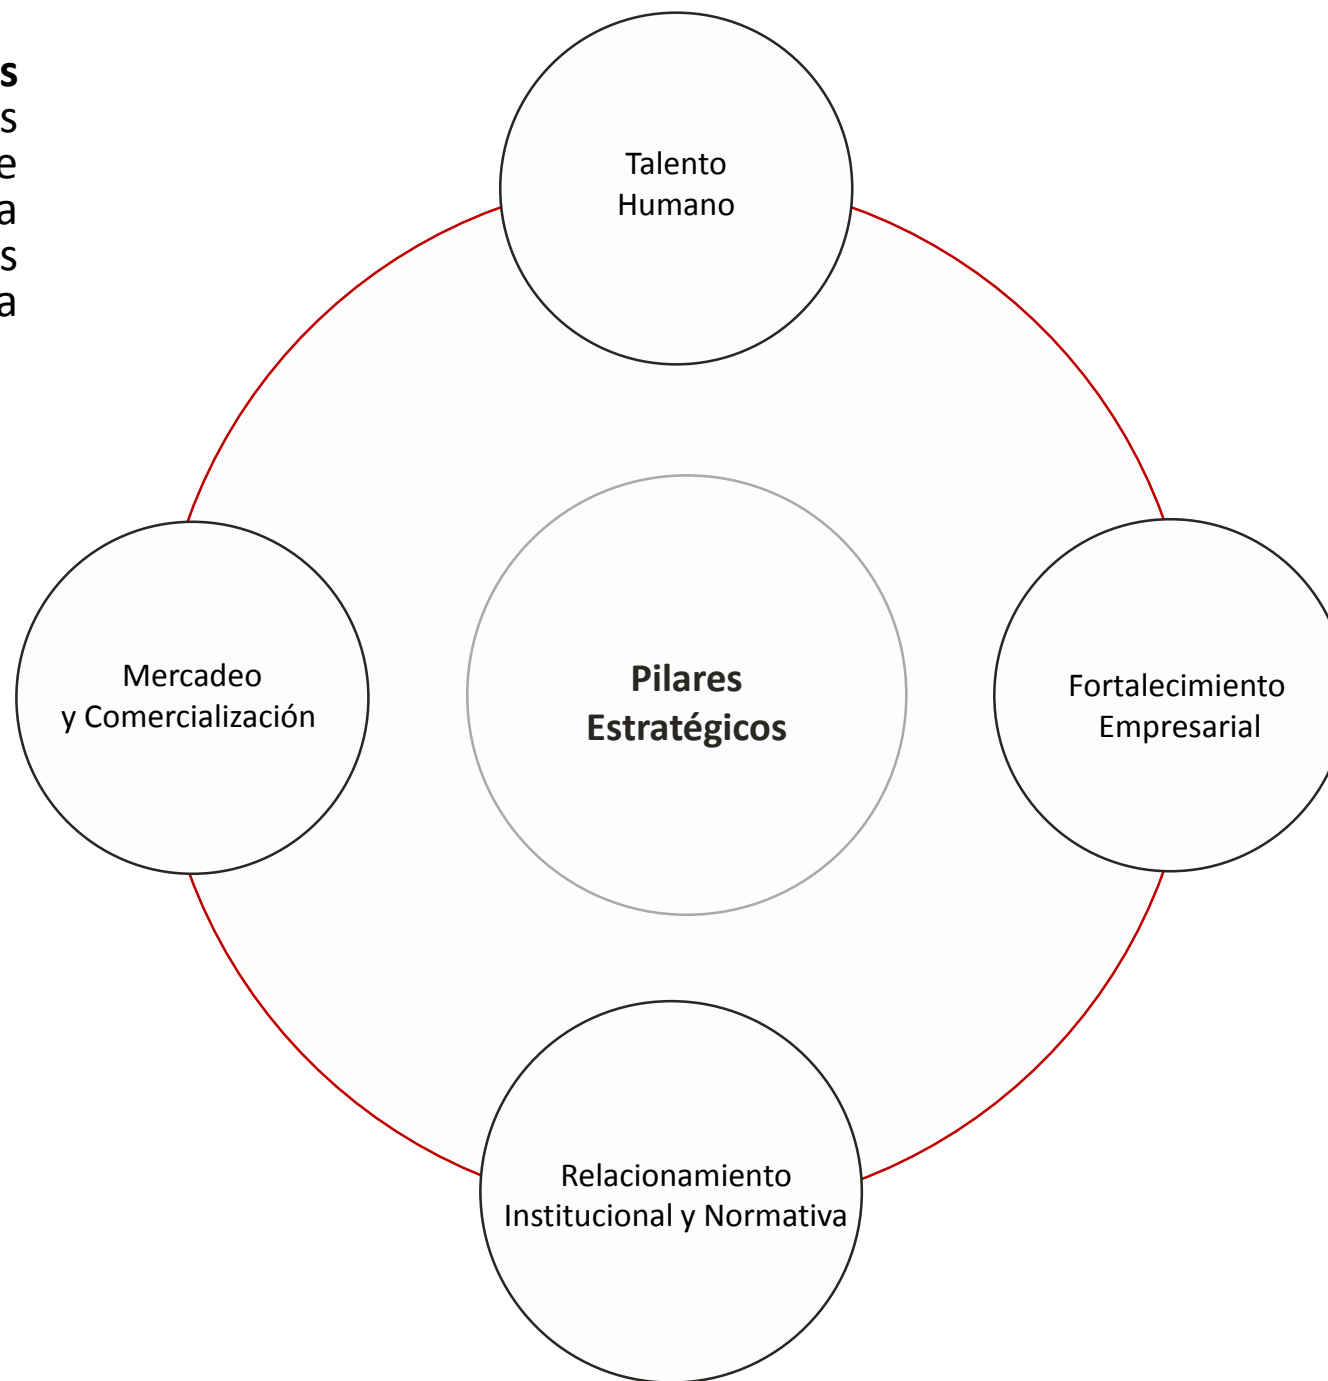 s
s
e
a
s
a
Talento
Humano
Mercadeo
y Comercialización
Pilares
Estratégicos
Fortalecimiento
Empresarial
Relacionamiento
Institucional y Normativa